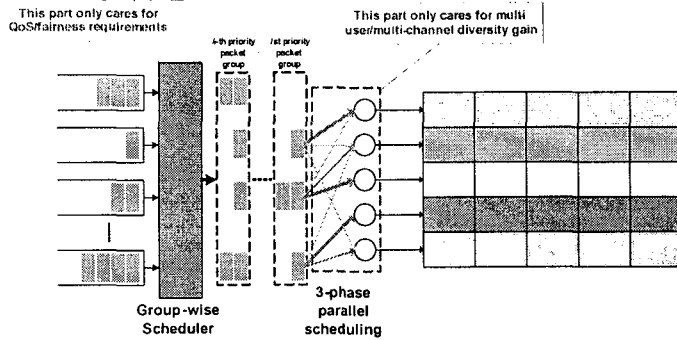 This part only cares for
QoS/fairness requirements
This part only cares for multi
user/multi-channel diversity gain
k-th priority
packet
group
1st priority
packet
group
Group-wise
Scheduler
3-phase
parallel
scheduling